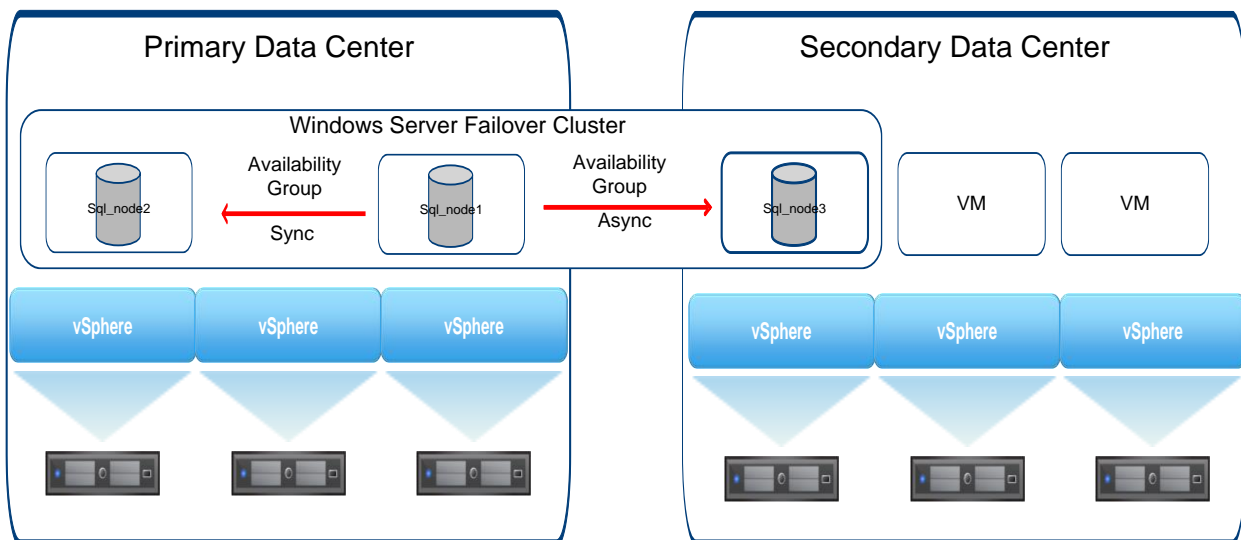 Primary Data Center
Secondary Data Center
Windows Server Failover Cluster
Sql_node2
Availability
Group
Sync
Sql_node1
Availability
Group
Async
Sql_node3
VM
VM
vSphere
vSphere
vSphere
vSphere
vSphere
vSphere